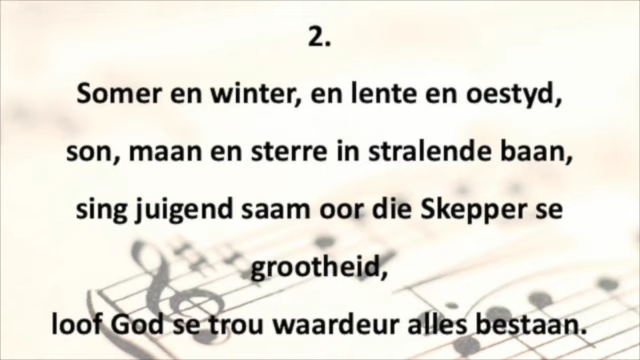 2.
Somer en winter, en lente en oestyd,
son, maan en sterre in stralende baan,
sing juigend saam oor die Skepper se
grootheid,
loof God se trou waardeur alles bestaan.